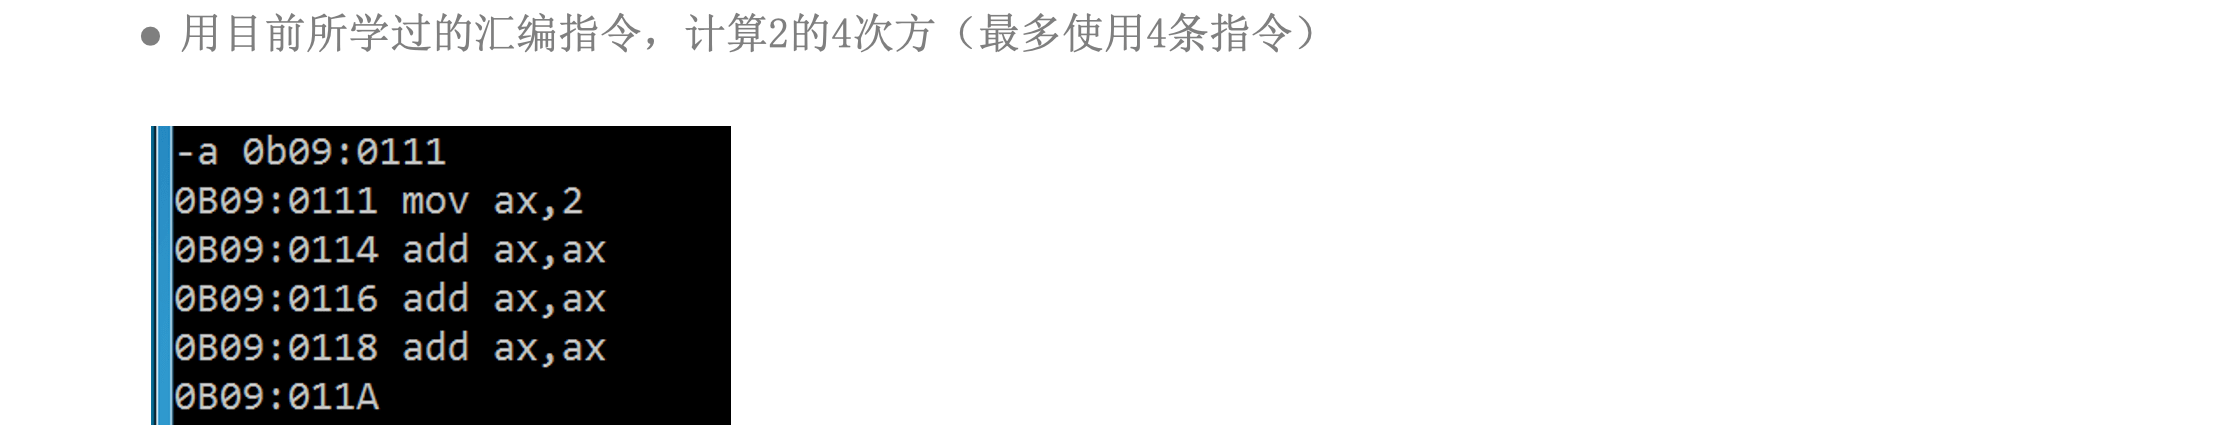 ● 用目前所学过的汇编指令，计算2的4次方（最多使用4条指令）
-a 0b09:0111
0B09:0111 mov ax,2
0B09:0114 add ax,ax
0B09:0116 add ax,ax
0B09:0118 add ax,ax
0B09:011A